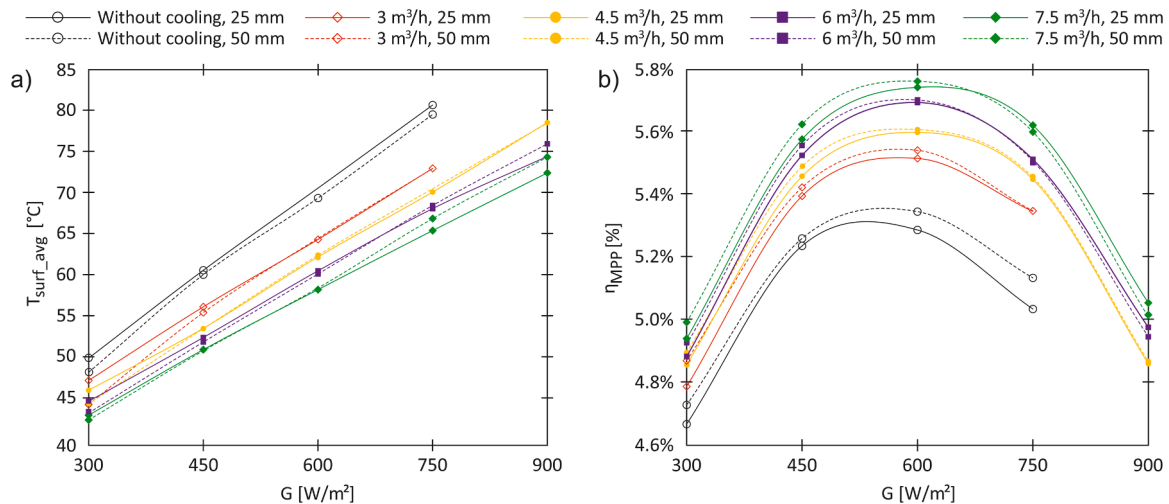 Without cooling, 25 mm 3 m³/h, 25 mm 4.5 m³/h, 25 mm 6 m³/h, 25 mm 7.5 m³/h, 25 mm
Without cooling, 50 mm 3 m³/h, 50 mm 4.5 m³/h, 50 mm 6 m³/h, 50 mm 7.5 m³/h, 50 mm
a)
85
80
75
70
65
60
55
50
45
40
T_surf_avg [°C]
300 450 600 750 900
G [W/m²]
b)
5.8%
5.6%
5.4%
5.2%
5.0%
4.8%
4.6%
η_MPP [%]
300 450 600 750 900
G [W/m²]